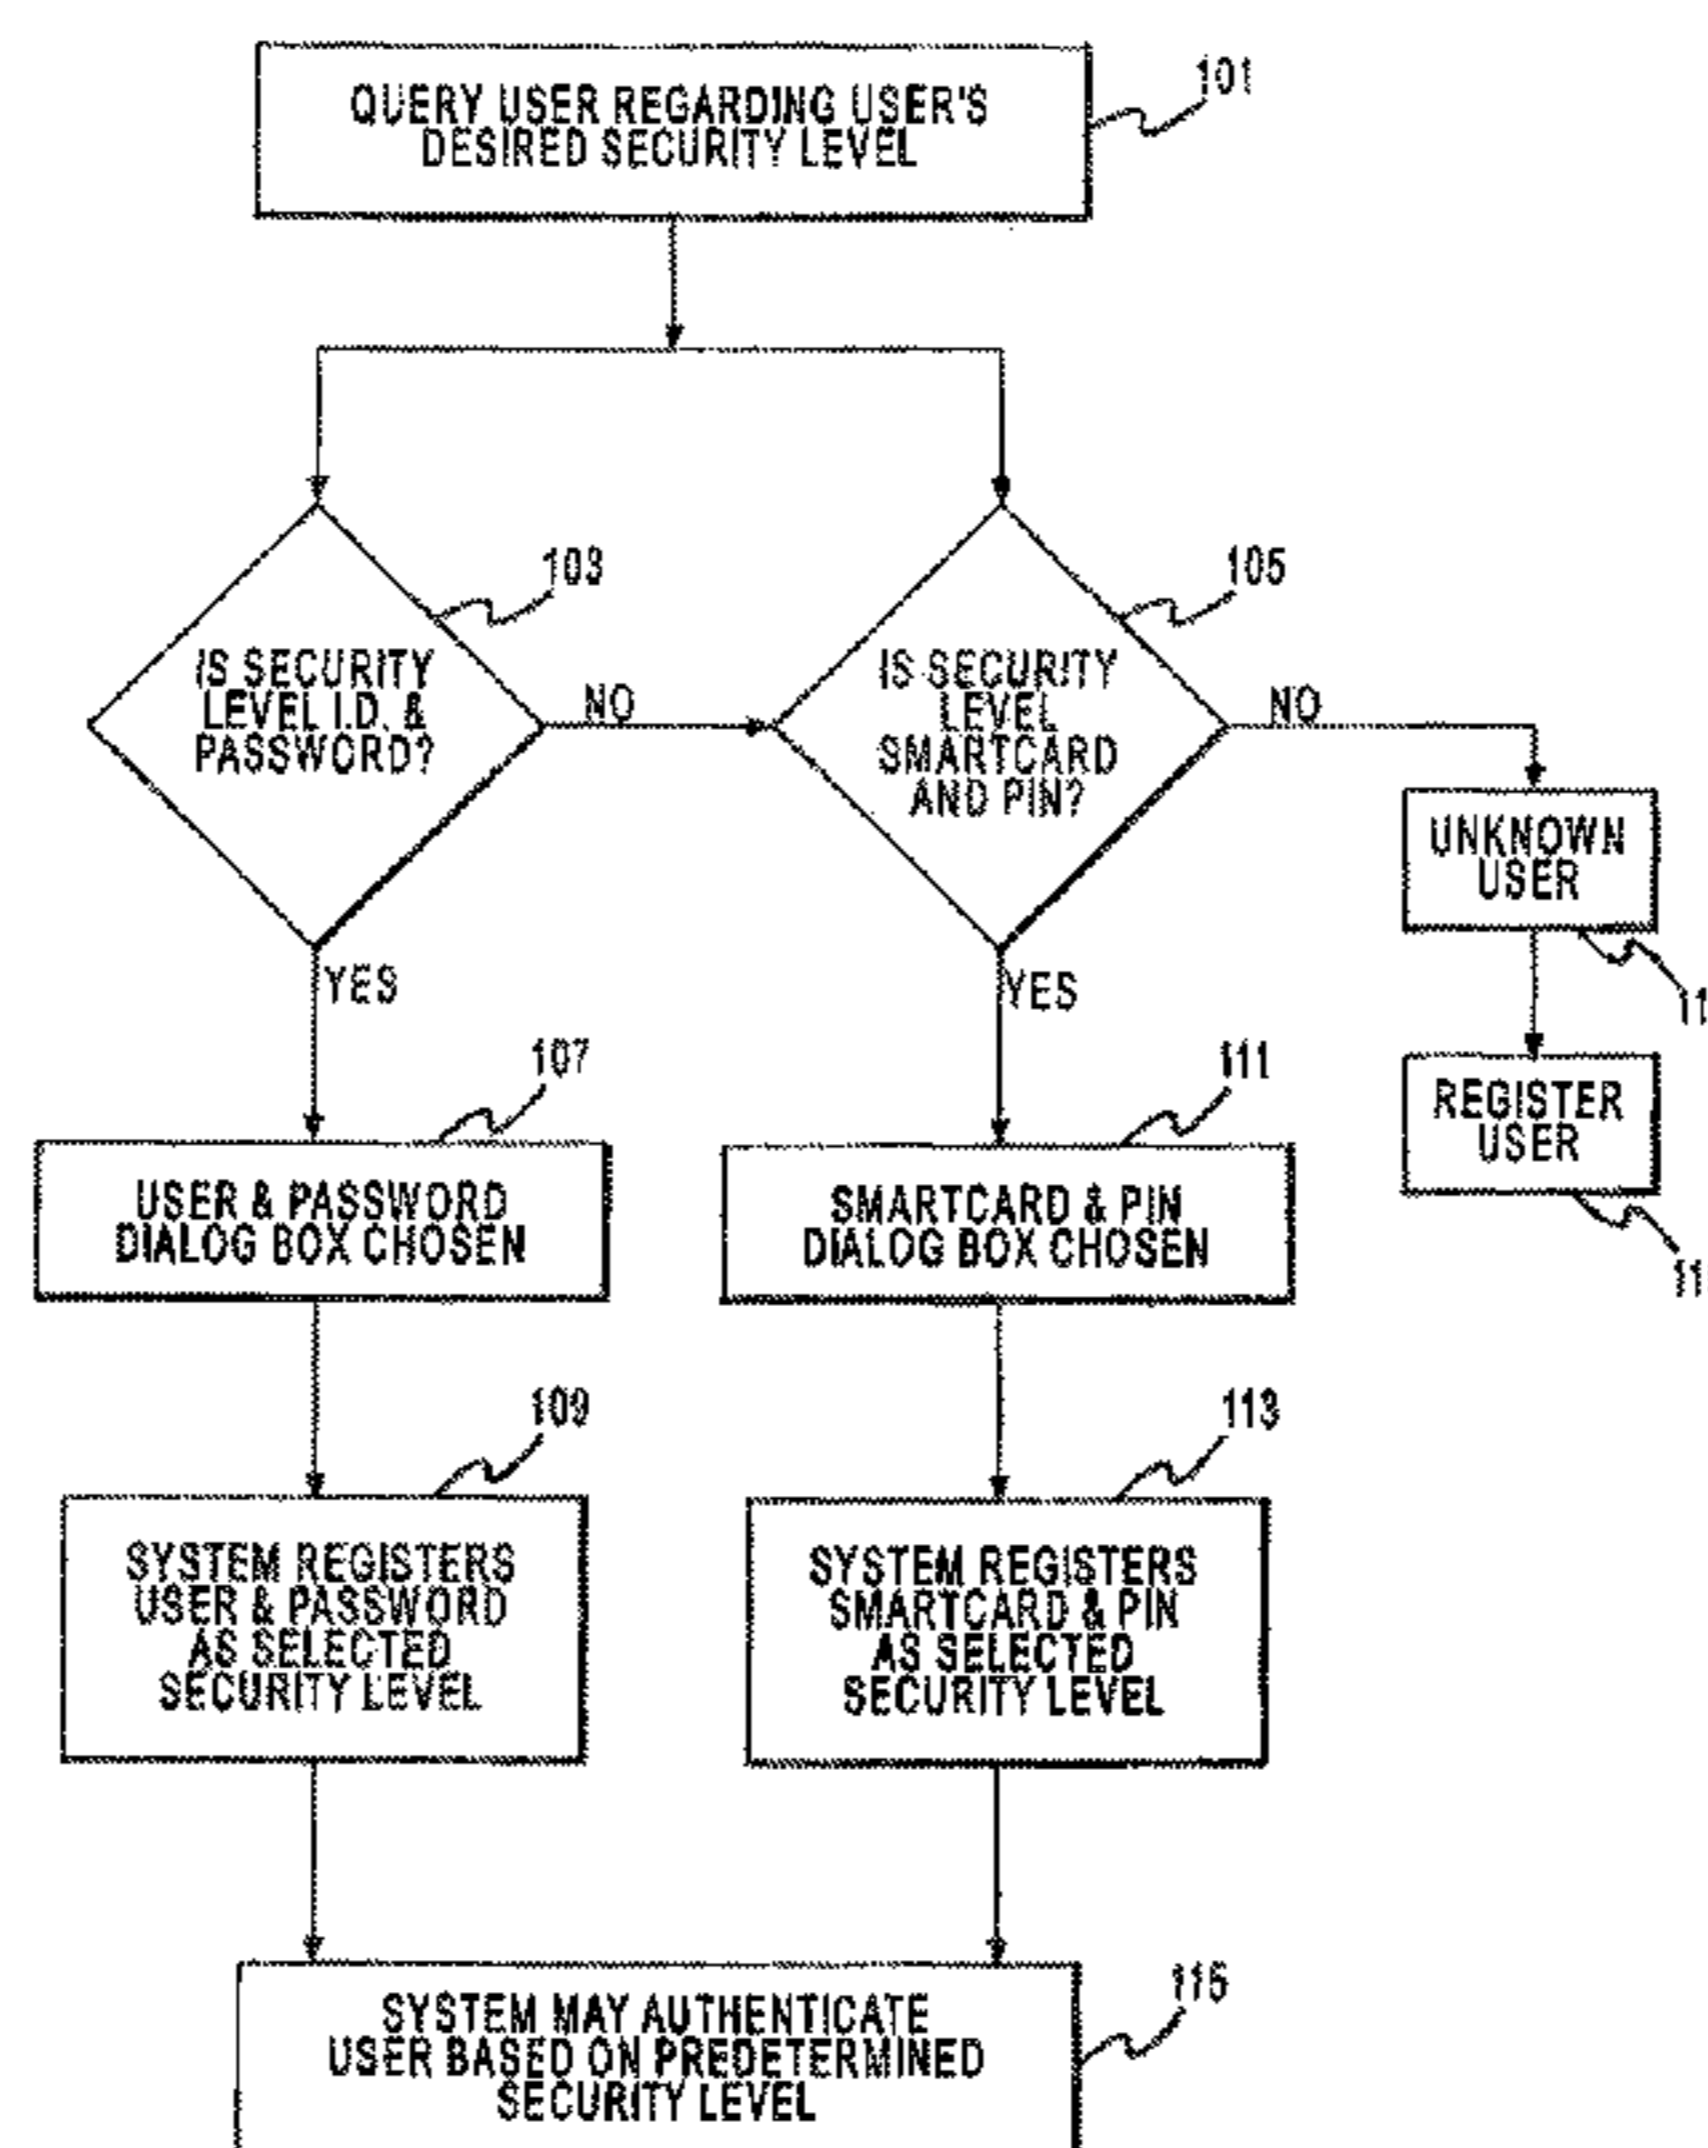 QUERY USER REGARDING USER'S
DESIRED SECURITY LEVEL
101
103
IS SECURITY
LEVEL I.D. &
PASSWORD?
NO
YES
105
IS SECURITY
LEVEL
SMARTCARD
AND PIN?
NO
YES
UNKNOWN
USER
11
REGISTER
USER
11
107
USER & PASSWORD
DIALOG BOX CHOSEN
111
SMARTCARD & PIN
DIALOG BOX CHOSEN
109
SYSTEM REGISTERS
USER & PASSWORD
AS SELECTED
SECURITY LEVEL
113
SYSTEM REGISTERS
SMARTCARD & PIN
AS SELECTED
SECURITY LEVEL
115
SYSTEM MAY AUTHENTICATE
USER BASED ON PREDETERMINED
SECURITY LEVEL